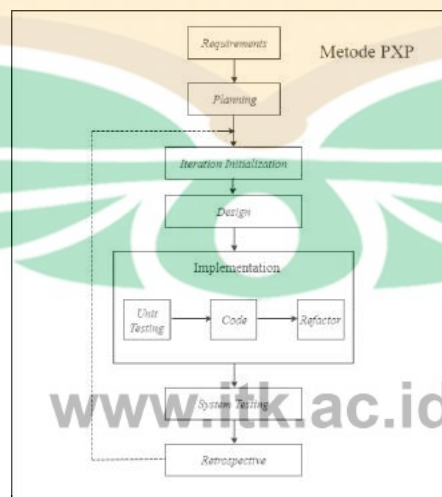 Requirements
Metode PXP
Planning
Iteration Initialization
Design
Implementation
Unit
Testing
Code
Refactor
System Testing
www.itk.ac.id
Retrospective